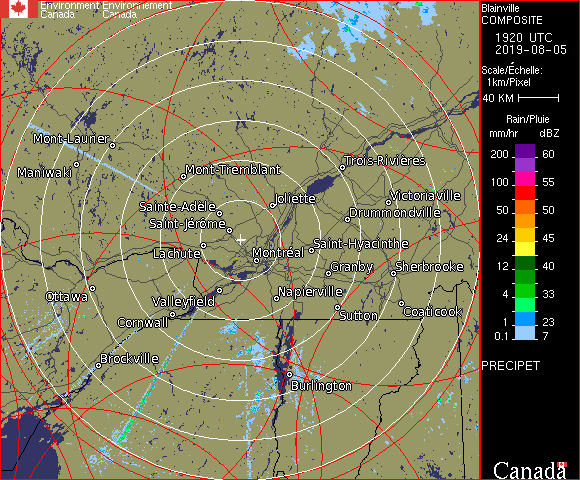 Environment Environnement
Canada Canada
Blainville
COMPOSITE
1920 UTC
2019-08-05
Scale/Échelle:
1km/Pixel
40 KM
Rain/Pluie
mm/hr dBZ
200 60
100 55
50 50
24 45
12 40
4 33
1 23
0.1 7
PRECIPET
Canada
Mont-Laurier
Maniwaki
Mont-Tremblant
Trois-Rivières
Joliette
Victoriaville
Sainte-Adèle
Drummondville
Saint-Jérôme
Lachute
Montréal
Saint-Hyacinthe
Granby
Sherbrooke
Ottawa
Valleyfield
Napierville
Cornwall
Sutton
Coaticook
Brockville
Burlington